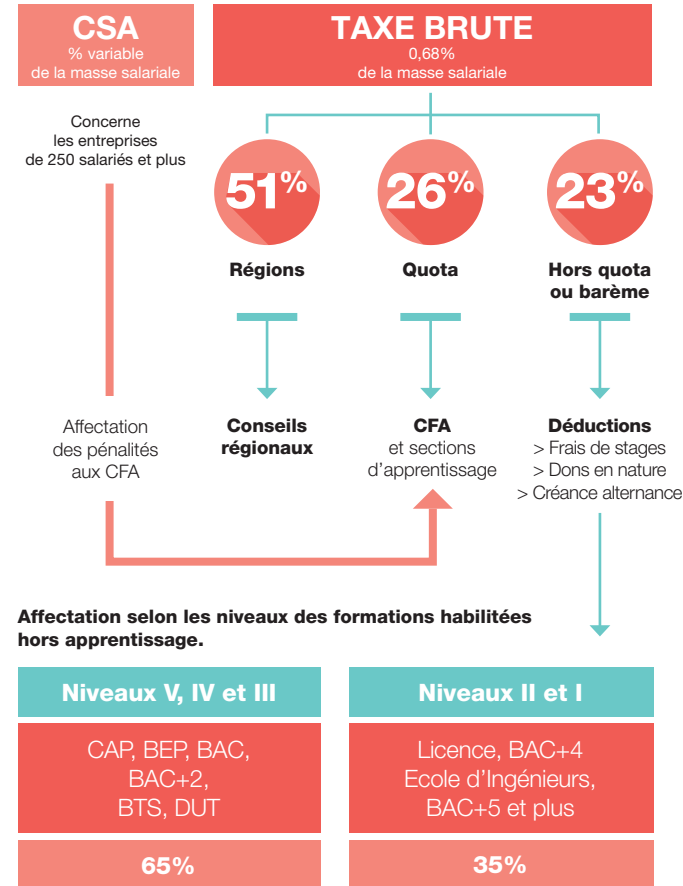 CSA
% variable
de la masse salariale
TAXE BRUTE
0,68%
de la masse salariale
Concerne
les entreprises
de 250 salariés et plus
51%
26%
23%
Régions
Quota
Hors quota
ou barème
Affectation
des pénalités
aux CFA
Conseils
régionaux
CFA
et sections
d'apprentissage
Déductions
> Frais de stages
> Dons en nature
> Créance alternance
Affectation selon les niveaux des formations habilitées
hors apprentissage.
Niveaux V, IV et III
CAP, BEP, BAC,
BAC+2,
BTS, DUT
65%
Niveaux II et I
Licence, BAC+4
Ecole d'Ingénieurs,
BAC+5 et plus
35%